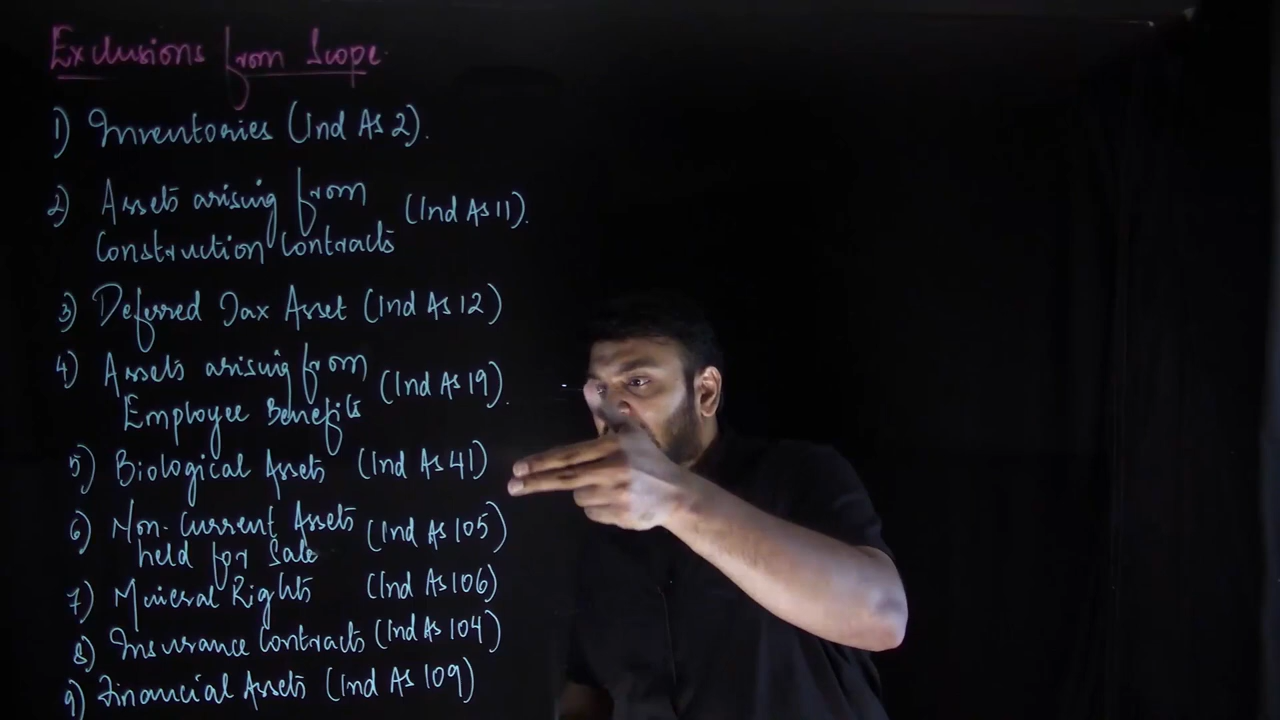 Exclusions from Scope.
1) Inventories (Ind As 2).
2) Assets arising from (Ind As 11).
Construction Contracts
3) Deferred Tax Asset (Ind As 12)
4) Assets arising from (Ind As 19).
Employee Benefits
5) Biological Assets (Ind As 41)
6) Non-Current Assets (Ind As 105)
held for Sale
7) Mineral Rights (Ind As 106)
8) Insurance Contracts (Ind As 104)
9) Financial Assets (Ind As 109)